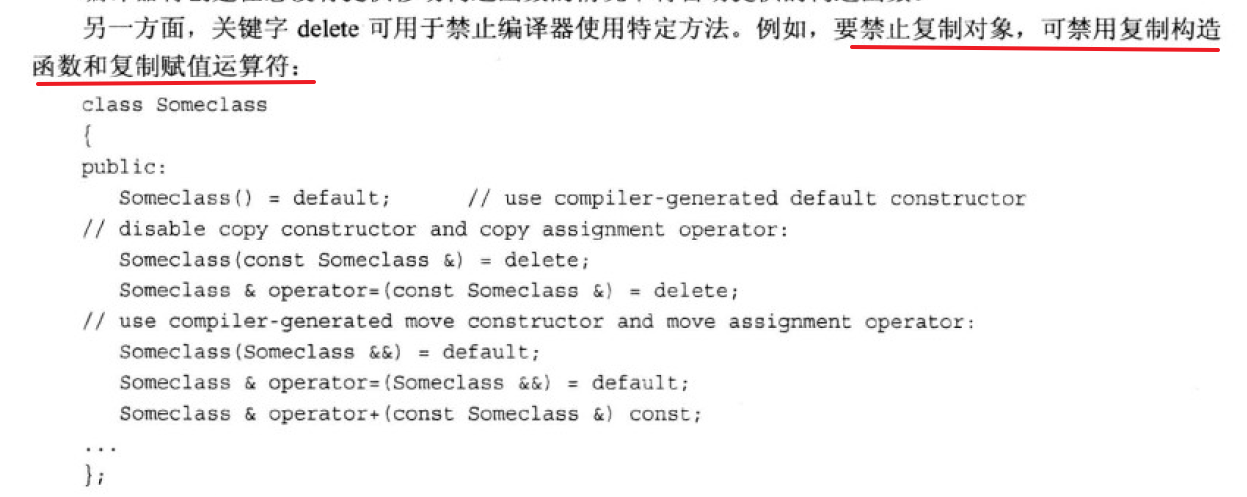 另一方面，关键字 delete 可用于禁止编译器使用特定方法。例如，要禁止复制对象，可禁用复制构造
函数和复制赋值运算符：
class Someclass
{
public:
Someclass() = default; // use compiler-generated default constructor
// disable copy constructor and copy assignment operator:
Someclass(const Someclass &) = delete;
Someclass & operator=(const Someclass &) = delete;
// use compiler-generated move constructor and move assignment operator:
Someclass(Someclass &&) = default;
Someclass & operator=(Someclass &&) = default;
Someclass & operator+(const Someclass &) const;
...
};